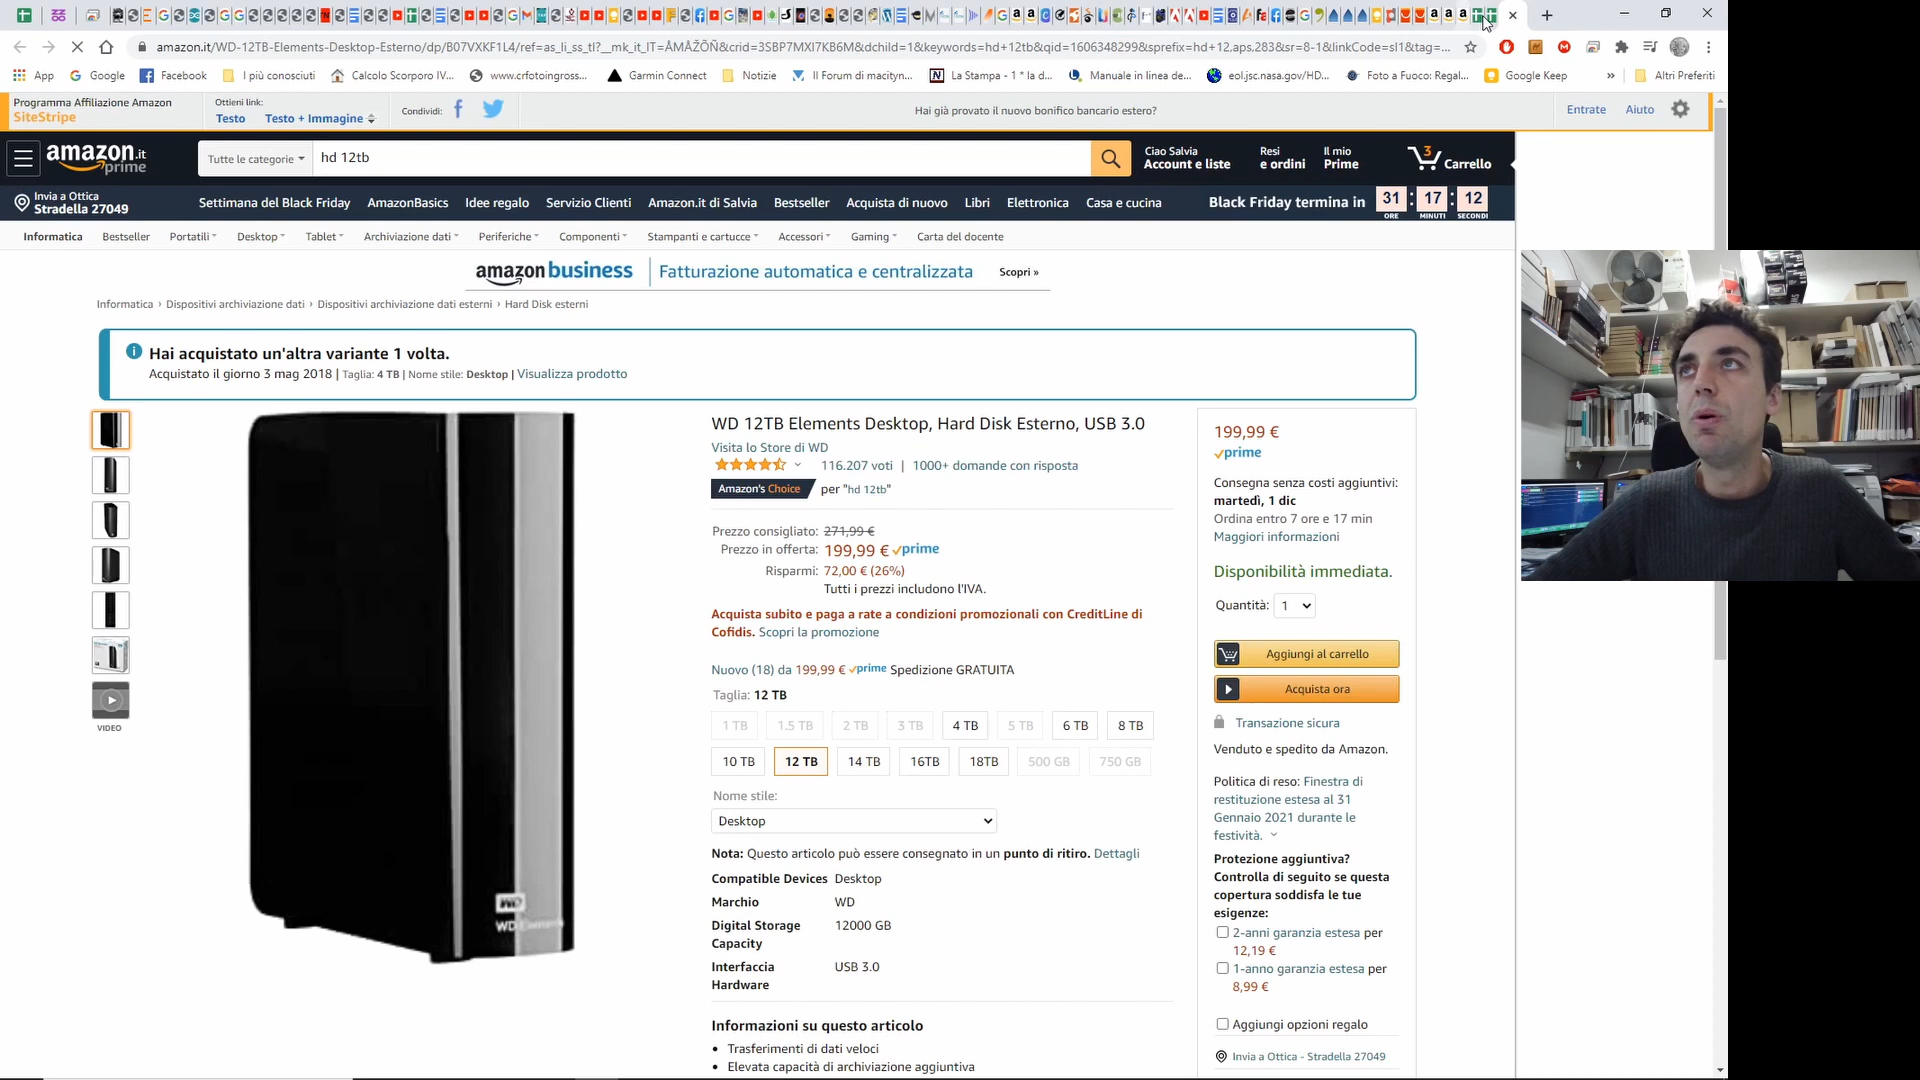 amazon.it/WD-12TB-Elements-Desktop-Esterno/dp/B07VXKF1L4/ref=as_li_ss_tl?__mk_it_IT=ÅMÅŽÕÑ&crid=3SBP7MXI7KB6M&dchild=1&keywords=hd+12tb&qid=1606348299&sprefix=hd+12,aps,283&sr=8-1&linkCode=sl1&tag=...
App Google Facebook I più conosciuti Calcolo Scorporo IV... www.crfotoingross... Garmin Connect Notizie Il Forum di macityn... La Stampa - 1 * la d... Manuale in linea de... eol.jsc.nasa.gov/HD... Foto a Fuoco: Regal... Google Keep » Altri Preferiti
Programma Affiliazione Amazon
SiteStripe
Ottieni link:
Testo Testo + Immagine
Condividi:
Hai già provato il nuovo bonifico bancario estero?
Entrate Aiuto
amazon.it
prime
Tutte le categorie hd 12tb
Ciao Salvia
Account e liste
Resi
e ordini
Il mio
Prime
3
Carrello
Invia a Ottica
Stradella 27049
Settimana del Black Friday AmazonBasics Idee regalo Servizio Clienti Amazon.it di Salvia Bestseller Acquista di nuovo Libri Elettronica Casa e cucina
Black Friday termina in 31 : 17 : 12
ORE MINUTI SECONDI
Informatica Bestseller Portatili Desktop Tablet Archiviazione dati Periferiche Componenti Stampanti e cartucce Accessori Gaming Carta del docente
amazon business Fatturazione automatica e centralizzata Scopri »
Informatica › Dispositivi archiviazione dati › Dispositivi archiviazione dati esterni › Hard Disk esterni
Hai acquistato un'altra variante 1 volta.
Acquistato il giorno 3 mag 2018 | Taglia: 4 TB | Nome stile: Desktop | Visualizza prodotto
VIDEO
WD
WD Elements
WD 12TB Elements Desktop, Hard Disk Esterno, USB 3.0
Visita lo Store di WD
116.207 voti | 1000+ domande con risposta
Amazon's Choice per "hd 12tb"
Prezzo consigliato: 271,99 €
Prezzo in offerta: 199,99 € prime
Risparmi: 72,00 € (26%)
Tutti i prezzi includono l'IVA.
Acquista subito e paga a rate a condizioni promozionali con CreditLine di
Cofidis. Scopri la promozione
Nuovo (18) da 199,99 € prime Spedizione GRATUITA
Taglia: 12 TB
1 TB 1.5 TB 2 TB 3 TB 4 TB 5 TB 6 TB 8 TB
10 TB 12 TB 14 TB 16TB 18TB 500 GB 750 GB
Nome stile:
Desktop
Nota: Questo articolo può essere consegnato in un punto di ritiro. Dettagli
Compatible Devices Desktop
Marchio WD
Digital Storage 12000 GB
Capacity
Interfaccia USB 3.0
Hardware
Informazioni su questo articolo
• Trasferimenti di dati veloci
• Elevata capacità di archiviazione aggiuntiva
199,99 €
prime
Consegna senza costi aggiuntivi:
martedì, 1 dic
Ordina entro 7 ore e 17 min
Maggiori informazioni
Disponibilità immediata.
Quantità: 1
Aggiungi al carrello
Acquista ora
Transazione sicura
Venduto e spedito da Amazon.
Politica di reso: Finestra di
restituzione estesa al 31
Gennaio 2021 durante le
festività.
Protezione aggiuntiva?
Controlla di seguito se questa
copertura soddisfa le tue
esigenze:
2-anni garanzia estesa per
12,19 €
1-anno garanzia estesa per
8,99 €
Aggiungi opzioni regalo
Invia a Ottica - Stradella 27049